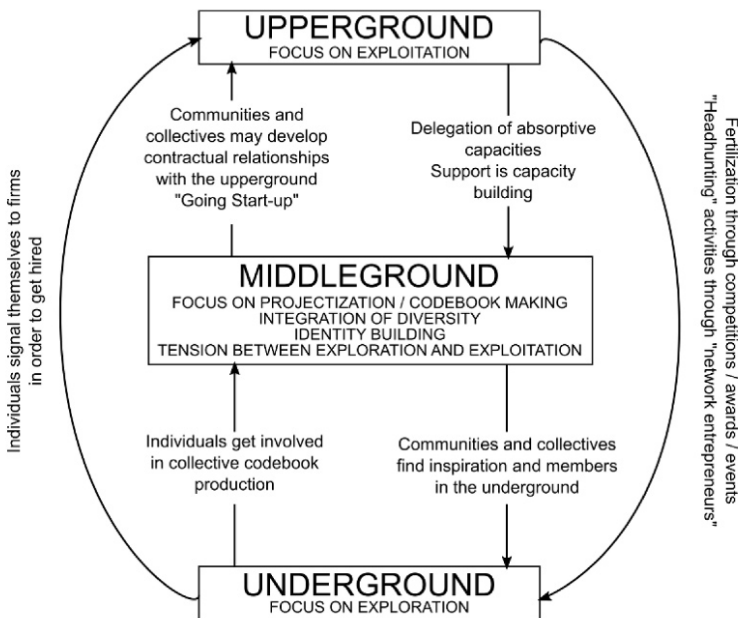 UPPERGROUND
FOCUS ON EXPLOITATION
Communities and
collectives may develop
contractual relationships
with the upperground
"Going Start-up"
Delegation of absorptive
capacities
Support is capacity
building
Individuals signal themselves to firms
in order to get hired
Fertilization through competitions / awards / events
"Headhunting" activities through "network entrepreneurs"
MIDDLEGROUND
FOCUS ON PROJECTIZATION / CODEBOOK MAKING
INTEGRATION OF DIVERSITY
IDENTITY BUILDING
TENSION BETWEEN EXPLORATION AND EXPLOITATION
Individuals get involved
in collective codebook
production
Communities and collectives
find inspiration and members
in the underground
UNDERGROUND
FOCUS ON EXPLORATION